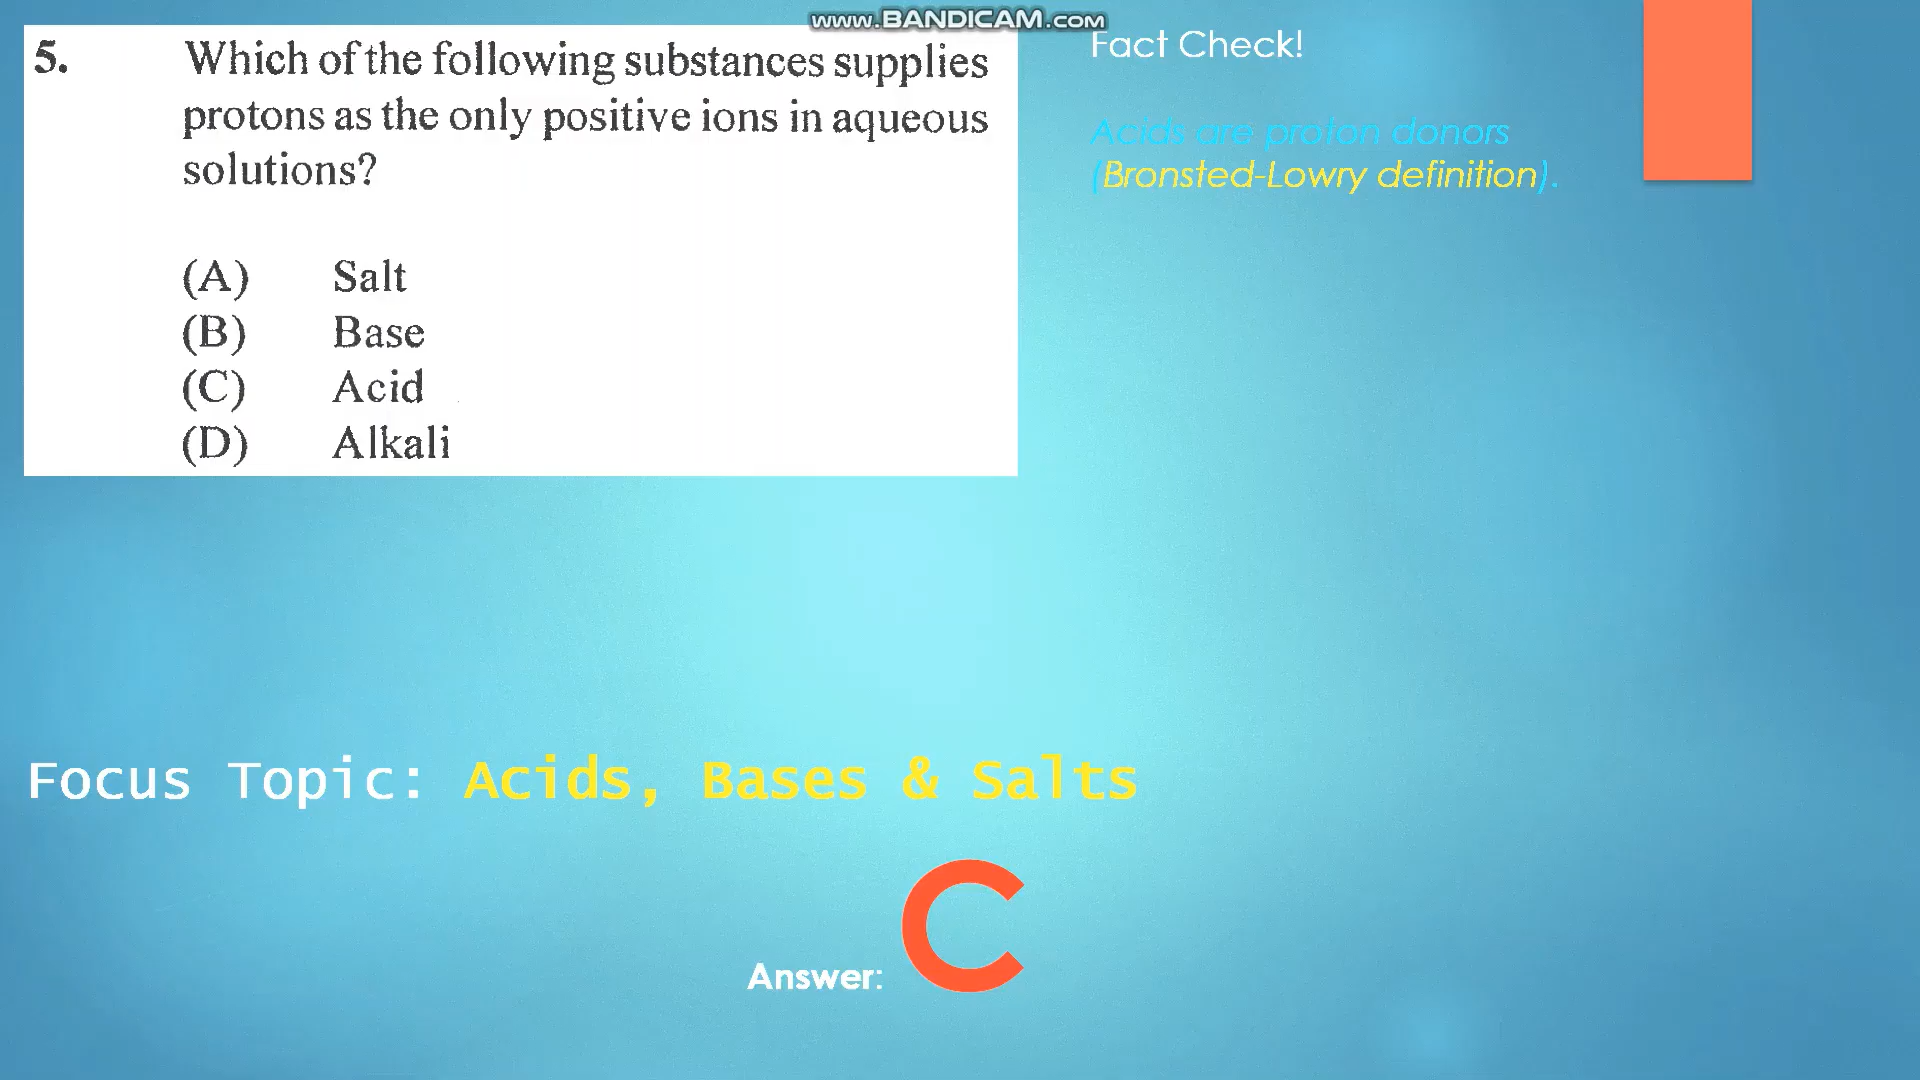 www.BANDICAM.com
5. Which of the following substances supplies
protons as the only positive ions in aqueous
solutions?
(A) Salt
(B) Base
(C) Acid
(D) Alkali
Fact Check!
Acids are proton donors
(Bronsted-Lowry definition).
Focus Topic: Acids, Bases & Salts
Answer: C